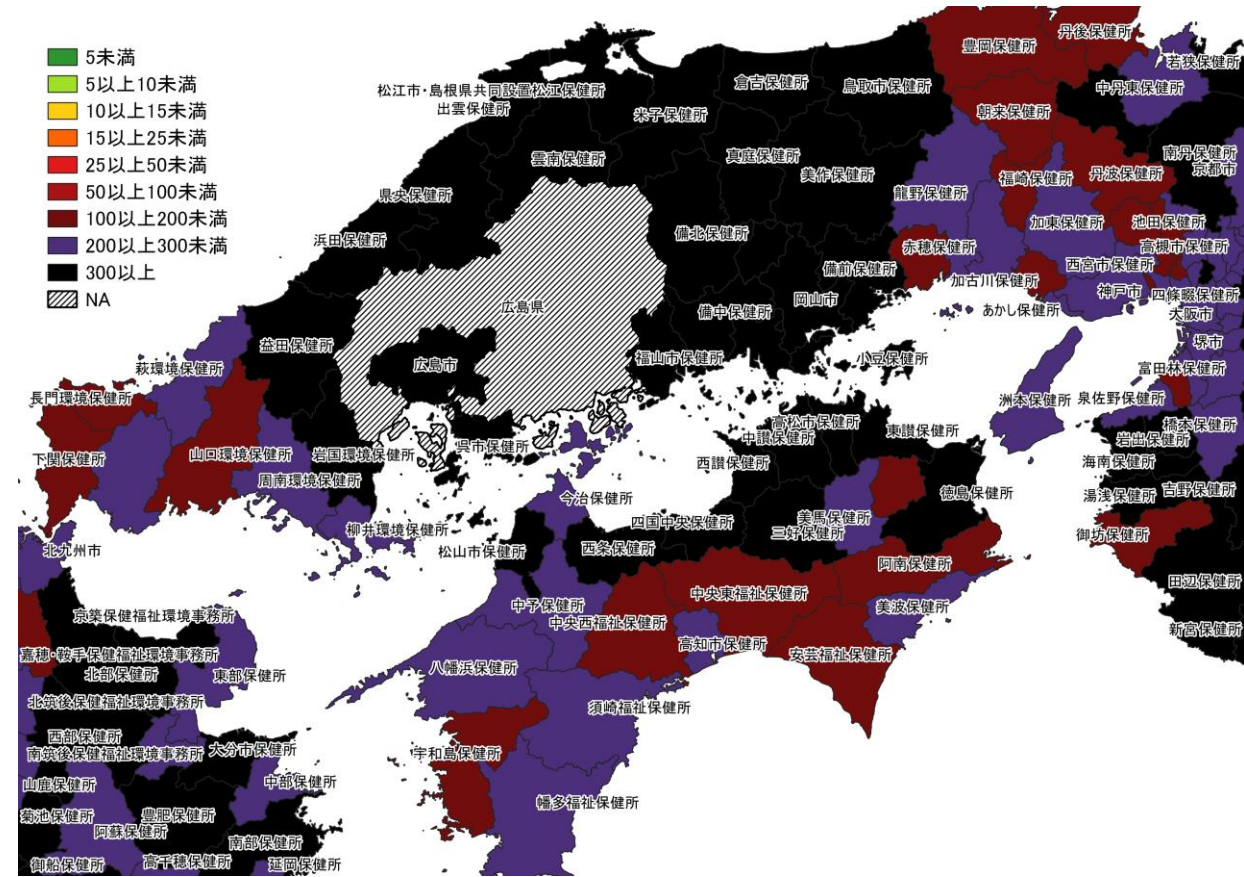 5未満
5以上10未満
10以上15未満
15以上25未満
25以上50未満
50以上100未満
100以上200未満
200以上300未満
300以上
NA
丹後保健所
豊岡保健所
若狭保健所
倉吉保健所
鳥取市保健所
中丹東保健所
松江市・島根県共同設置松江保健所
出雲保健所
米子保健所
朝来保健所
雲南保健所
真庭保健所
南丹保健所
京都市
美作保健所
福崎保健所
丹波保健所
県央保健所
龍野保健所
加東保健所
池田保健所
浜田保健所
備北保健所
赤穂保健所
高槻市保健所
西宮市保健所
備前保健所
加古川保健所
神戸市
四條畷保健所
広島県
岡山市
備中保健所
あかし保健所
大阪市
益田保健所
堺市
萩環境保健所
広島市
福山市保健所
小豆保健所
富田林保健所
長門環境保健所
洲本保健所
泉佐野保健所
高松市保健所
橋本保健所
中讃保健所
東讃保健所
岩出保健所
呉市保健所
下関保健所
山口環境保健所
岩国環境保健所
西讃保健所
海南保健所
周南環境保健所
吉野保健所
湯浅保健所
今治保健所
徳島保健所
美馬保健所
四国中央保健所
柳井環境保健所
三好保健所
御坊保健所
北九州市
松山市保健所
西条保健所
阿南保健所
田辺保健所
中央東福祉保健所
中予保健所
美波保健所
京築保健福祉環境事務所
中央西福祉保健所
新宮保健所
高知市保健所
嘉穂・鞍手保健福祉環境事務所
安芸福祉保健所
北部保健所
東部保健所
八幡浜保健所
北筑後保健福祉環境事務所
須崎福祉保健所
西部保健所
大分市保健所
南筑後保健福祉環境事務所
宇和島保健所
山鹿保健所
中部保健所
幡多福祉保健所
菊池保健所
豊肥保健所
阿蘇保健所
南部保健所
御船保健所
高千穂保健所
延岡保健所